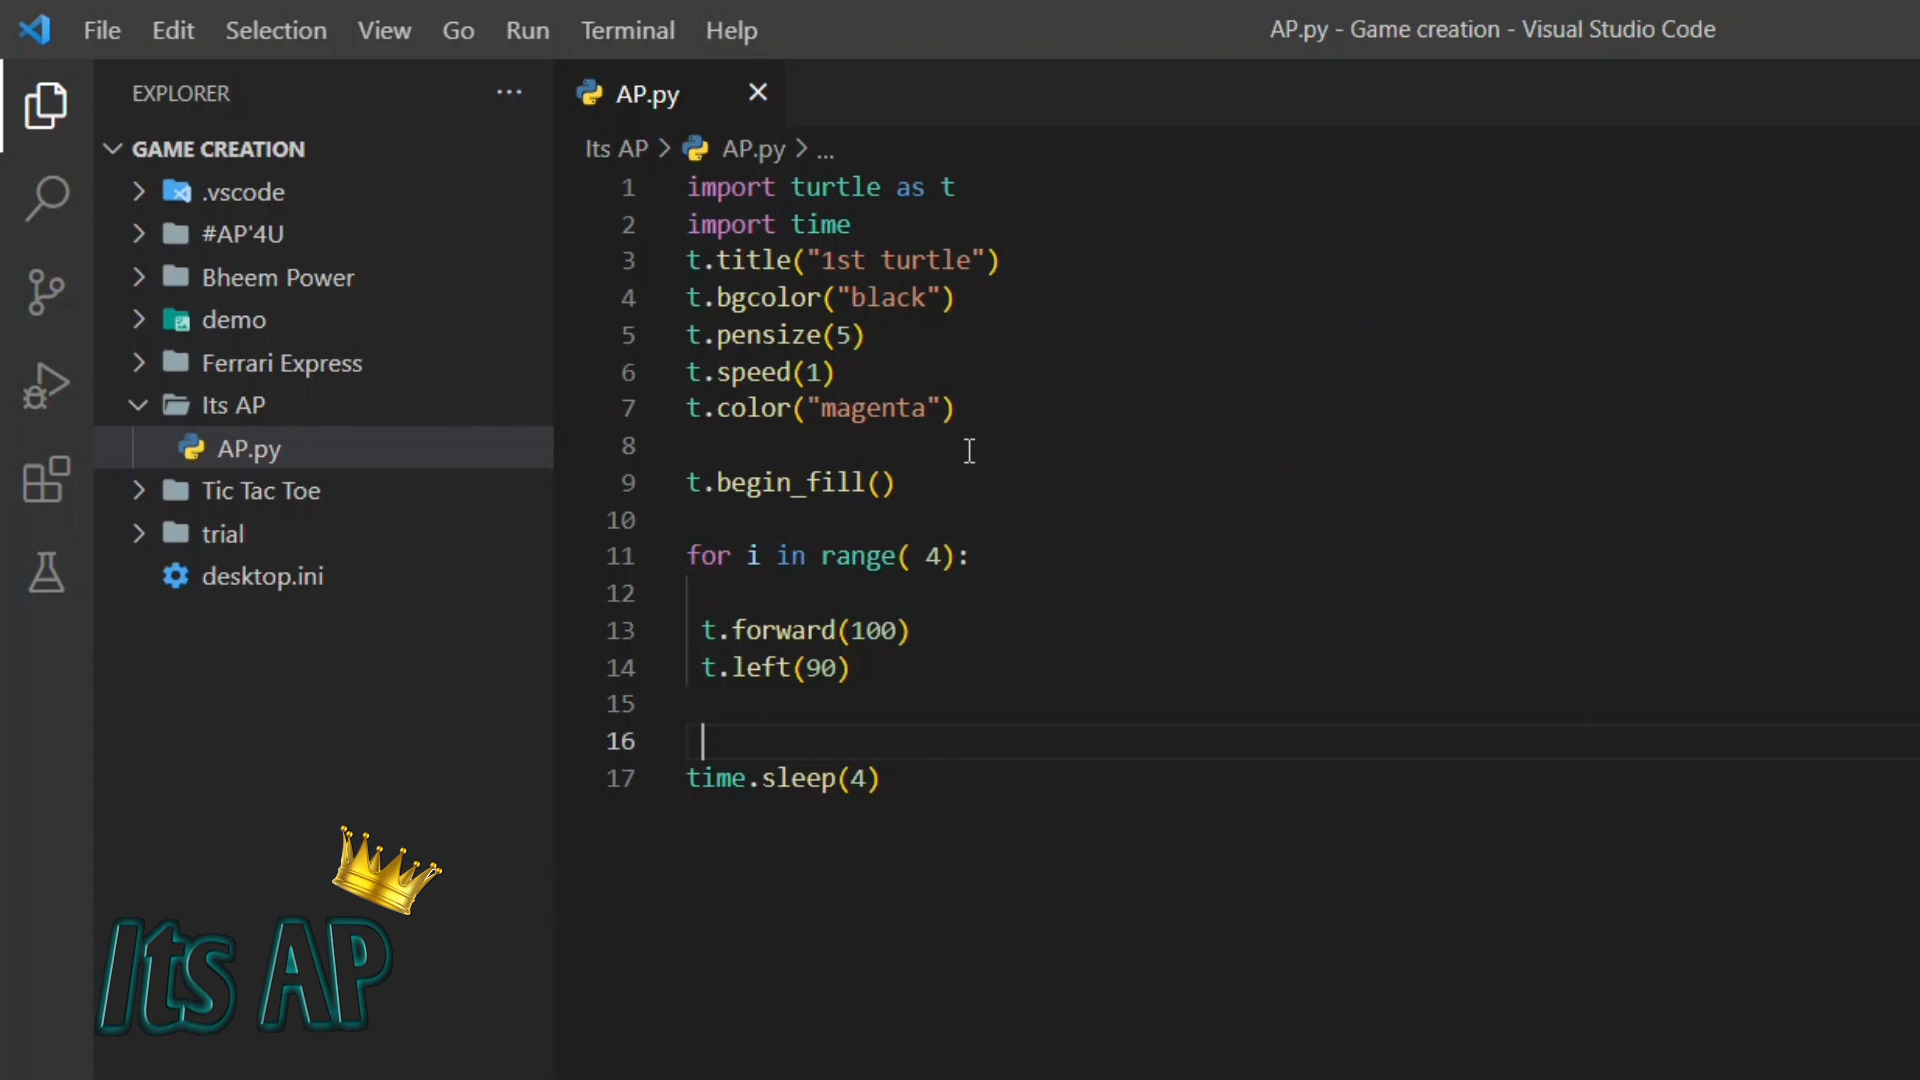 File Edit Selection View Go Run Terminal Help AP.py - Game creation - Visual Studio Code
EXPLORER ... AP.py
GAME CREATION
Its AP > AP.py > ...
.vscode
#AP'4U
Bheem Power
demo
Ferrari Express
Its AP
AP.py
Tic Tac Toe
trial
desktop.ini
1 import turtle as t
2 import time
3 t.title("1st turtle")
4 t.bgcolor("black")
5 t.pensize(5)
6 t.speed(1)
7 t.color("magenta")
8
9 t.begin_fill()
10
11 for i in range( 4):
12
13  t.forward(100)
14  t.left(90)
15
16
17 time.sleep(4)
Its AP